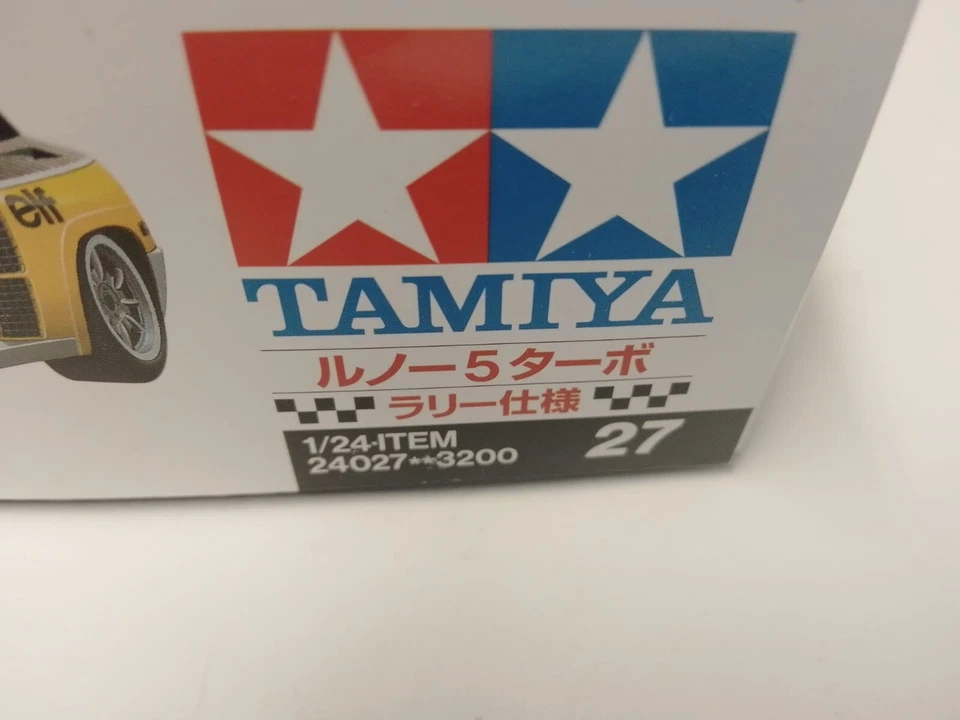 elf
TAMIYA
ルノー5ターボ
ラリー仕様
1/24·ITEM
24027**3200
27